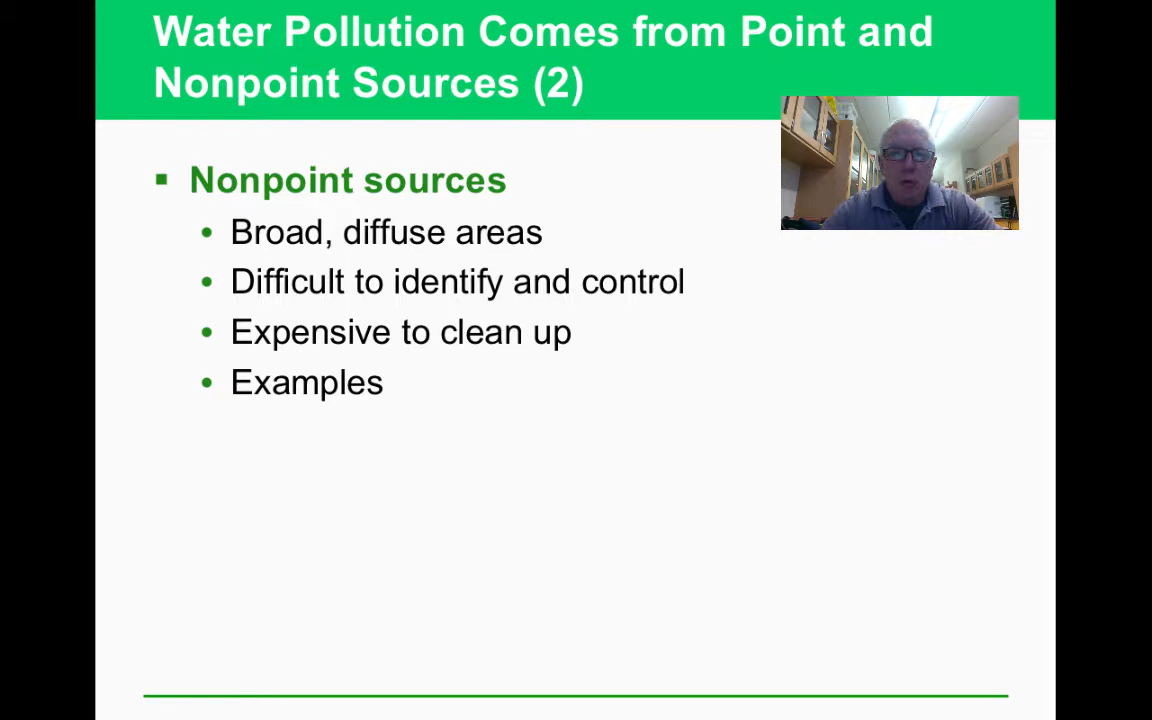 Water Pollution Comes from Point and
Nonpoint Sources (2)
Nonpoint sources
Broad, diffuse areas
Difficult to identify and control
Expensive to clean up
Examples